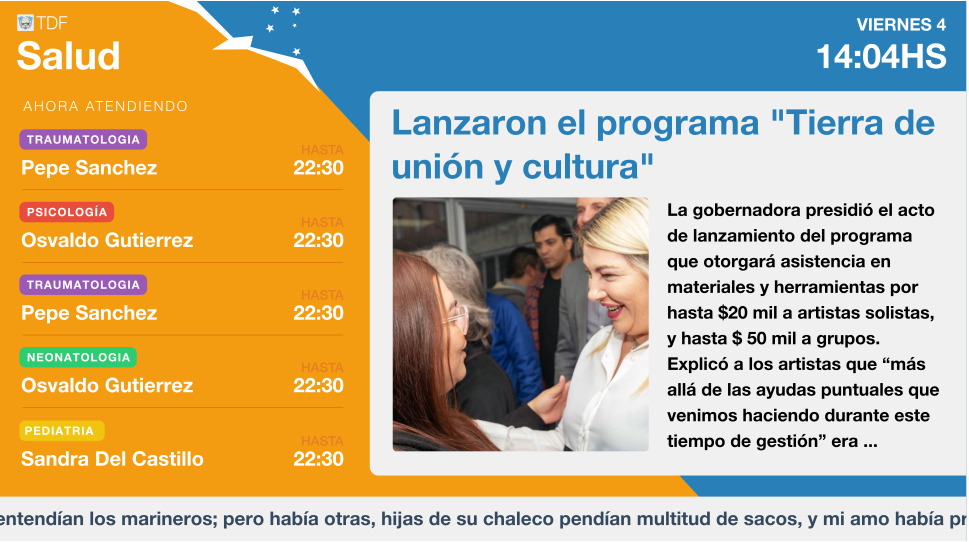 TDF
Salud
VIERNES 4
14:04HS
AHORA ATENDIENDO
TRAUMATOLOGIA
HASTA
Pepe Sanchez
22:30
PSICOLOGÍA
HASTA
Osvaldo Gutierrez
22:30
TRAUMATOLOGIA
HASTA
Pepe Sanchez
22:30
NEONATOLOGIA
HASTA
Osvaldo Gutierrez
22:30
PEDIATRIA
HASTA
Sandra Del Castillo
22:30
Lanzaron el programa "Tierra de
unión y cultura"
La gobernadora presidió el acto
de lanzamiento del programa
que otorgará asistencia en
materiales y herramientas por
hasta $20 mil a artistas solistas,
y hasta $ 50 mil a grupos.
Explicó a los artistas que “más
allá de las ayudas puntuales que
venimos haciendo durante este
tiempo de gestión” era ...
entendían los marineros; pero había otras, hijas de su chaleco pendían multitud de sacos, y mi amo había pr